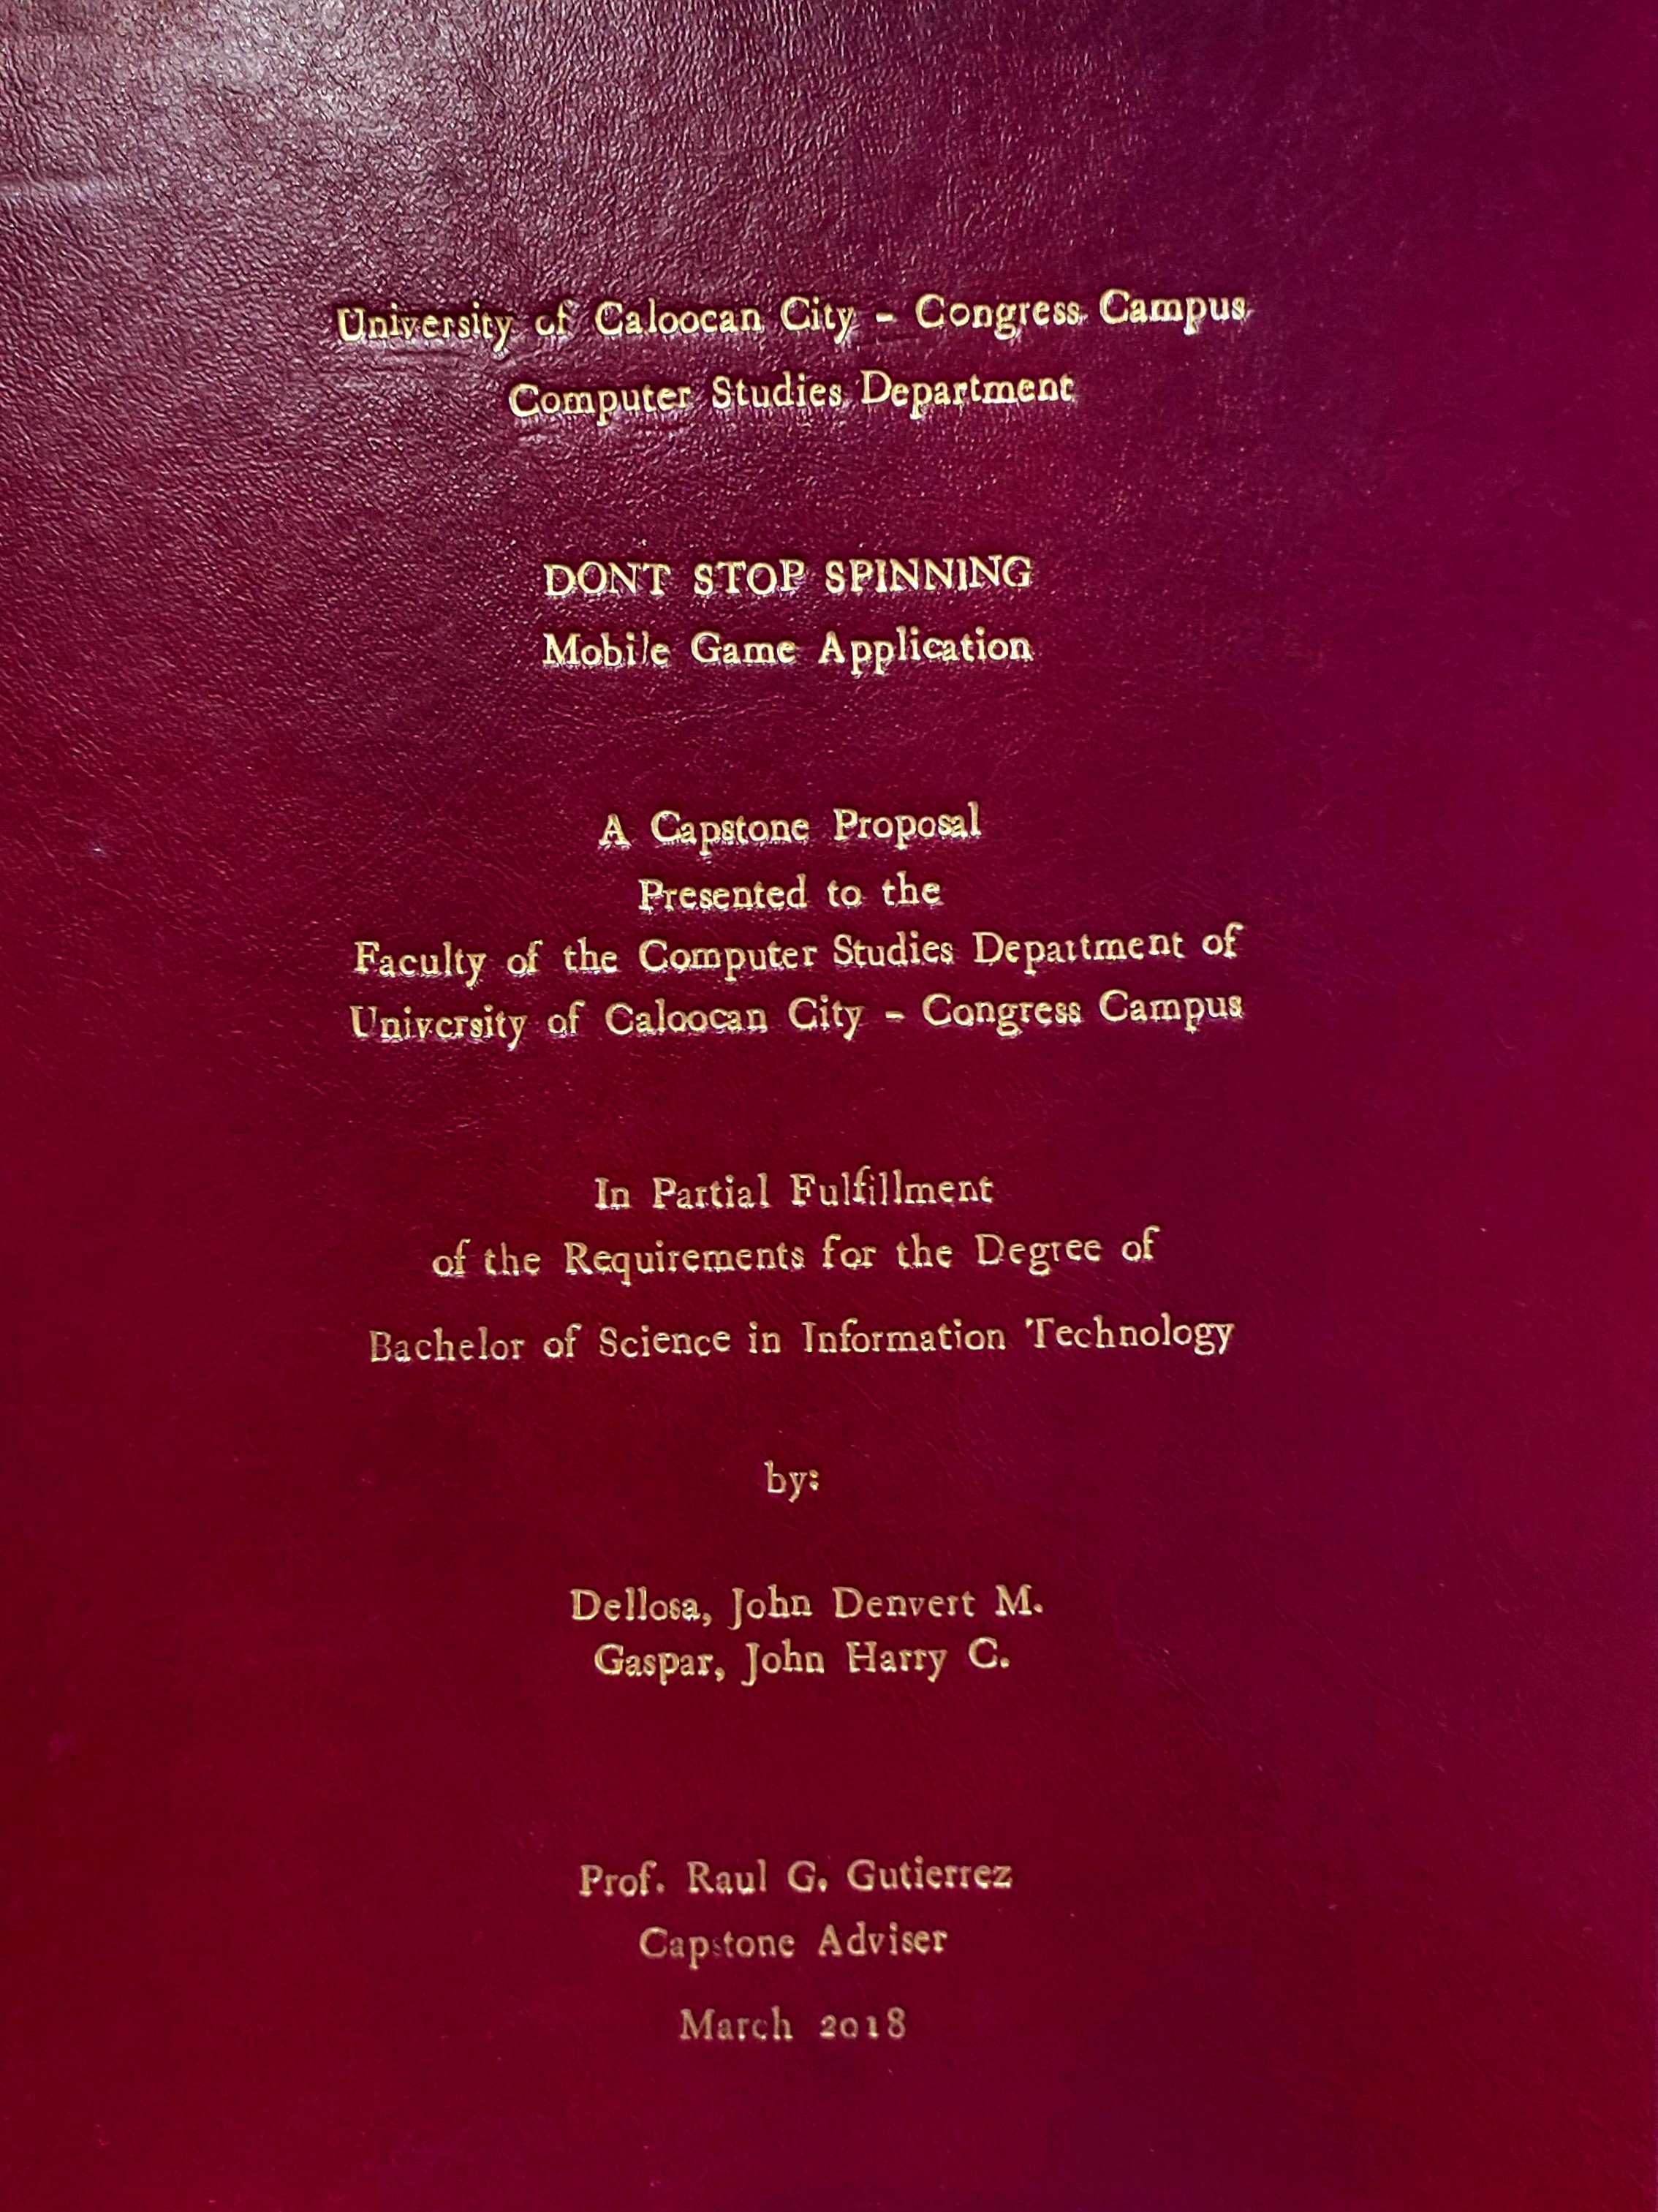 University of Caloocan City - Congress Campus
Computer Studies Department
DONT STOP SPINNING
Mobile Game Application
A Capstone Proposal
Presented to the
Faculty of the Computer Studies Department of
University of Caloocan City - Congress Campus
In Partial Fulfillment
of the Requirements for the Degree of
Bachelor of Science in Information Technology
by:
Dellosa, John Denvert M.
Gaspar, John Harry C.
Prof. Raul G. Gutierrez
Capstone Adviser
March 2018